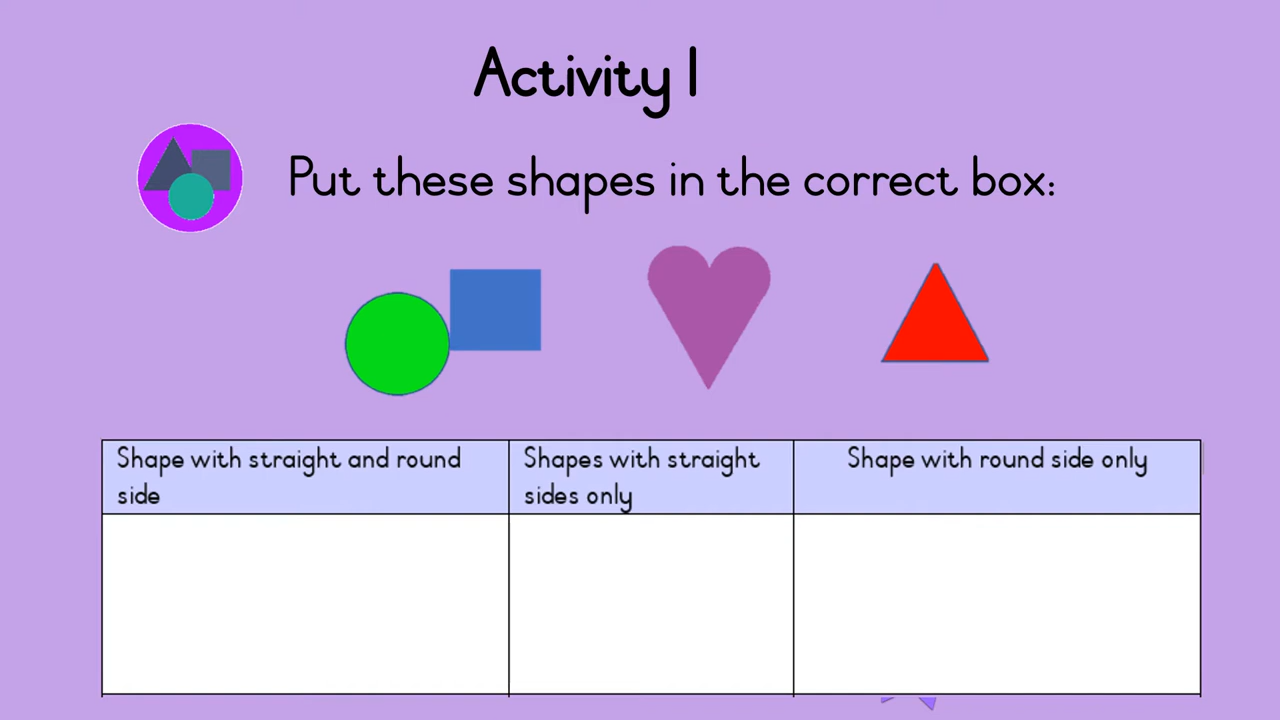 Activity 1
Put these shapes in the correct box:
Shape with straight and round
side
Shapes with straight
sides only
Shape with round side only